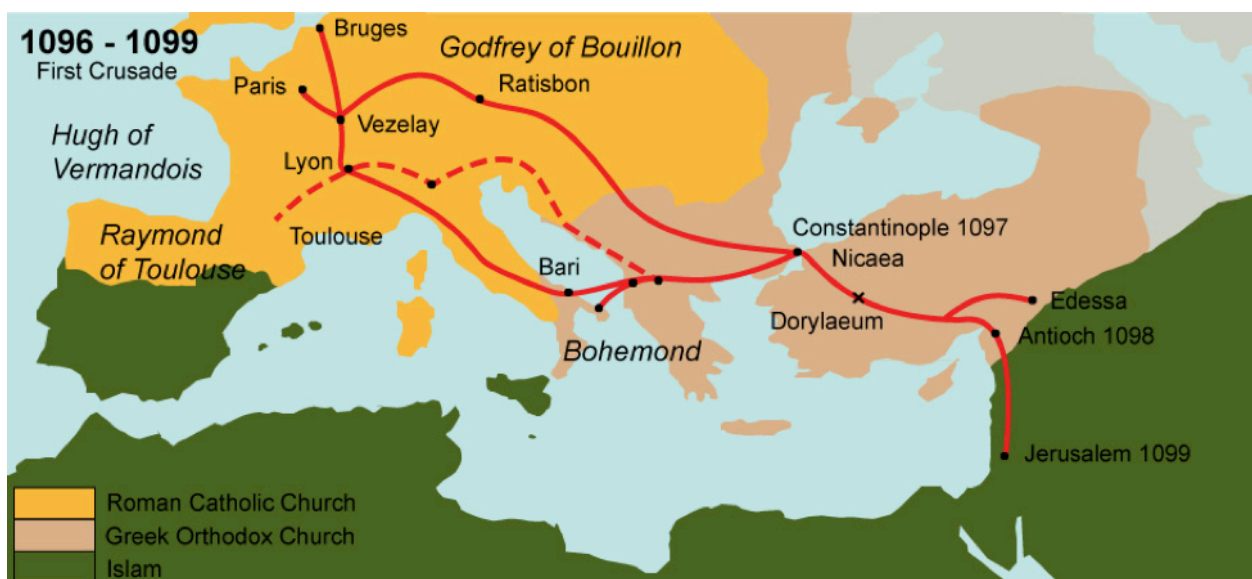 1096 - 1099
First Crusade
Bruges
Godfrey of Bouillon
Paris
Ratisbon
Vezelay
Hugh of
Vermandois
Lyon
Raymond
of Toulouse
Toulouse
Constantinople 1097
Nicaea
Bari
Dorylaeum
Edessa
Bohemond
Antioch 1098
Jerusalem 1099
Roman Catholic Church
Greek Orthodox Church
Islam